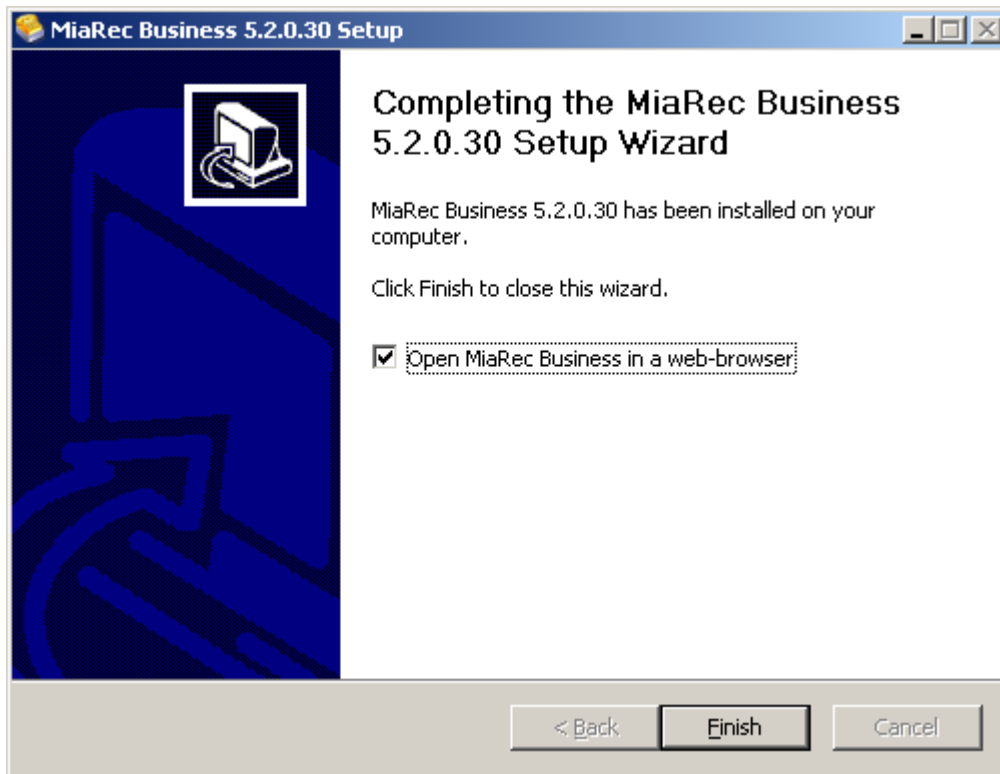 MiaRec Business 5.2.0.30 Setup
Completing the MiaRec Business
5.2.0.30 Setup Wizard
MiaRec Business 5.2.0.30 has been installed on your
computer.
Click Finish to close this wizard.
Open MiaRec Business in a web-browser
< Back
Finish
Cancel